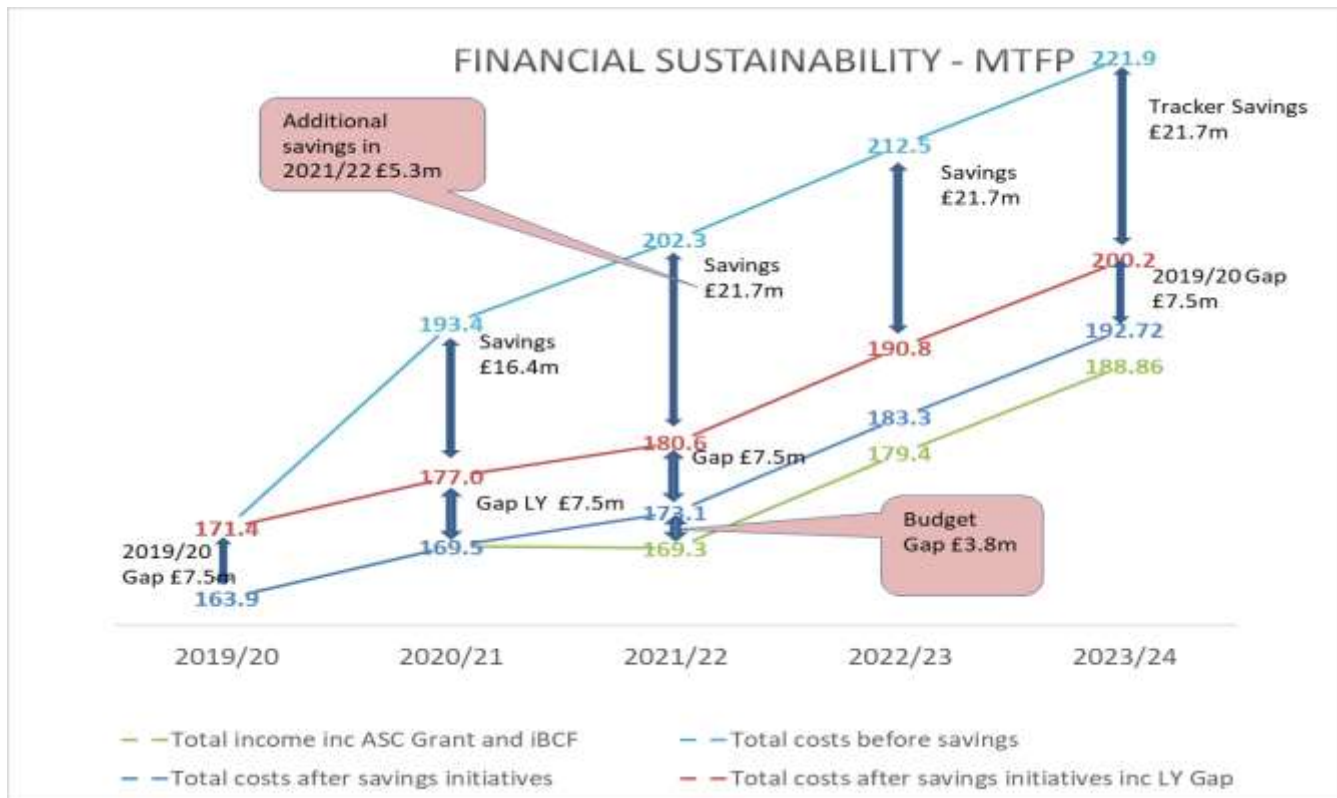 FINANCIAL SUSTAINABILITY - MTFP
221.9
Additional
savings in
2021/22 £5.3m
Tracker Savings
£21.7m
212.5
Savings
£21.7m
202.3
Savings
£21.7m
200.2
2019/20 Gap
£7.5m
193.4
Savings
£16.4m
192.72
190.8
188.86
183.3
180.6
Gap £7.5m
179.4
177.0
Gap LY £7.5m
173.1
Budget
Gap £3.8m
171.4
2019/20
Gap £7.5m
169.5
169.3
163.9
2019/20
2020/21
2021/22
2022/23
2023/24
Total income inc ASC Grant and iBCF
Total costs before savings
Total costs after savings initiatives
Total costs after savings initiatives inc LY Gap